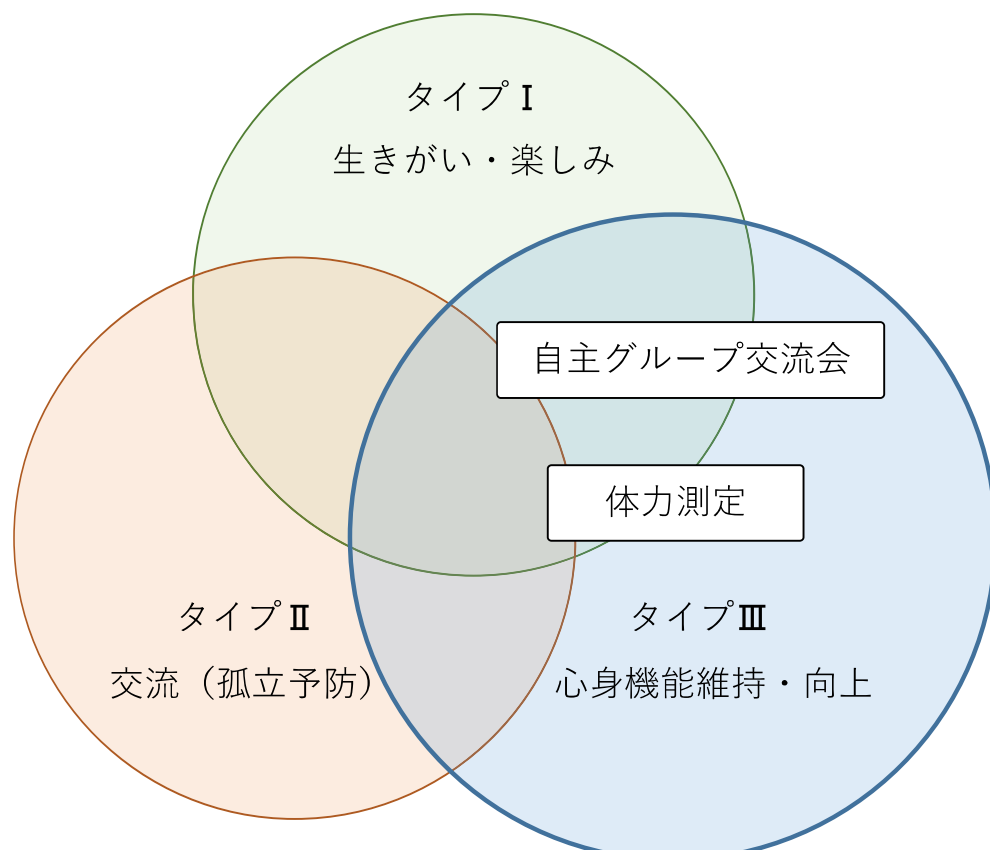 タイプⅠ
生きがい・楽しみ
自主グループ交流会
体力測定
タイプⅡ
交流（孤立予防）
タイプⅢ
心身機能維持・向上